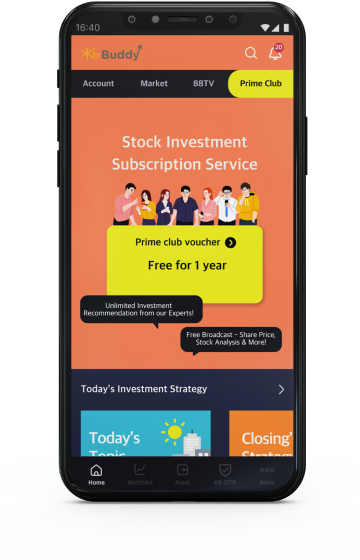 16:40
KbBuddy
20
Account Market 88TV Prime Club
Stock Investment
Subscription Service
Prime club voucher
Free for 1 year
Unlimited Investment
Recommendation from our Experts!
Free Broadcast - Share Price,
Stock Analysis & More!
Today's Investment Strategy
Today's
Topic
Closing'
Strateg
Home Watchlist Asset KB-OTP More